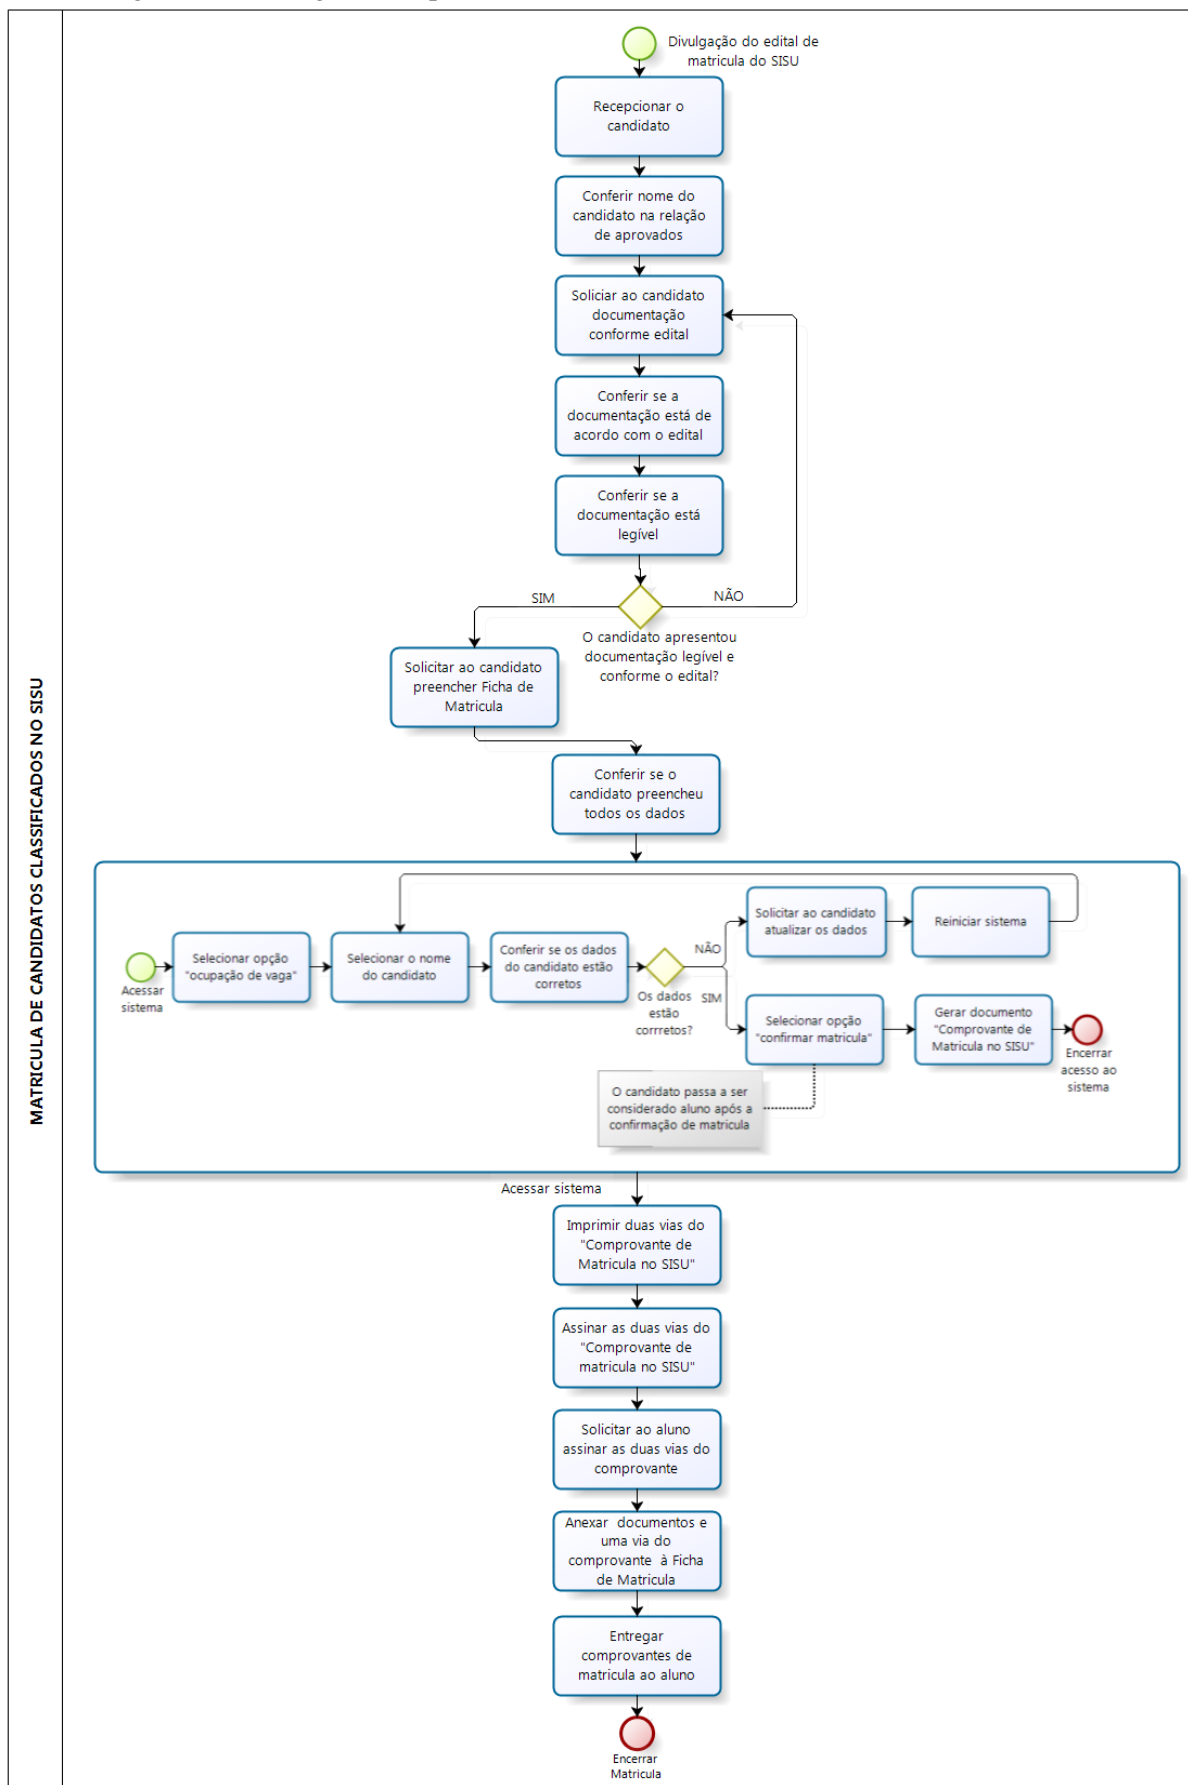 MATRICULA DE CANDIDATOS CLASSIFICADOS NO SISU
Divulgação do edital de
matricula do SISU
Recepcionar o
candidato
Conferir nome do
candidato na relação
de aprovados
Soliciar ao candidato
documentação
conforme edital
Conferir se a
documentação está de
acordo com o edital
Conferir se a
documentação está
legível
SIM
NÃO
O candidato apresentou
documentação legível e
conforme o edital?
Solicitar ao candidato
preencher Ficha de
Matricula
Conferir se o
candidato preencheu
todos os dados
Acessar
sistema
Selecionar opção
"ocupação de vaga"
Selecionar o nome
do candidato
Conferir se os dados
do candidato estão
corretos
Os dados
estão
corrretos?
NÃO
Solicitar ao candidato
atualizar os dados
Reiniciar sistema
SIM
Selecionar opção
"confirmar matricula"
Gerar documento
"Comprovante de
Matricula no SISU"
Encerrar
acesso ao
sistema
O candidato passa a ser
considerado aluno após a
confirmação de matricula
Acessar sistema
Imprimir duas vias do
"Comprovante de
Matricula no SISU"
Assinar as duas vias do
"Comprovante de
matricula no SISU"
Solicitar ao aluno
assinar as duas vias do
comprovante
Anexar documentos e
uma via do
comprovante à Ficha
de Matricula
Entregar
comprovantes de
matricula ao aluno
Encerrar
Matricula